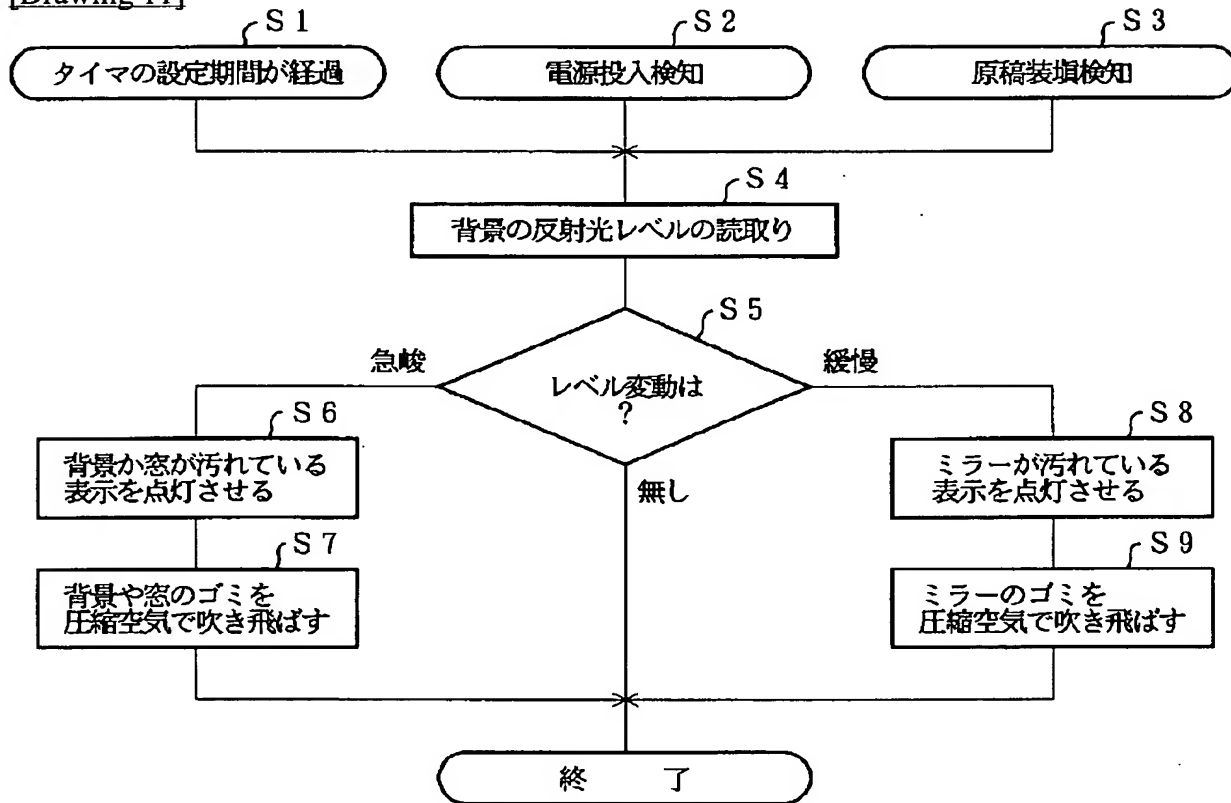 [Drawing 11]
S1
S2
S3
タイマの設定期間が経過
電源投入検知
原稿装填検知
S4
背景の反射光レベルの読取り
S5
急峻
緩慢
レベル変動は
?
S6
S8
背景か窓が汚れている
表示を点灯させる
ミラーが汚れている
表示を点灯させる
無し
S7
S9
背景や窓のゴミを
圧縮空気で吹き飛ばす
ミラーのゴミを
圧縮空気で吹き飛ばす
終 了